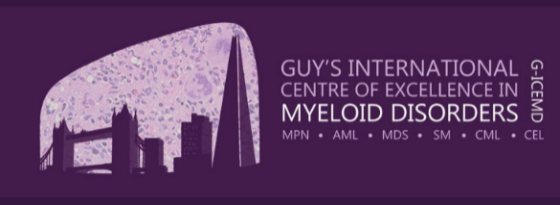 GUY'S INTERNATIONAL
CENTRE OF EXCELLENCE IN
MYELOID DISORDERS
MPN • AML • MDS • SM • CML • CEL
G-ICEMD